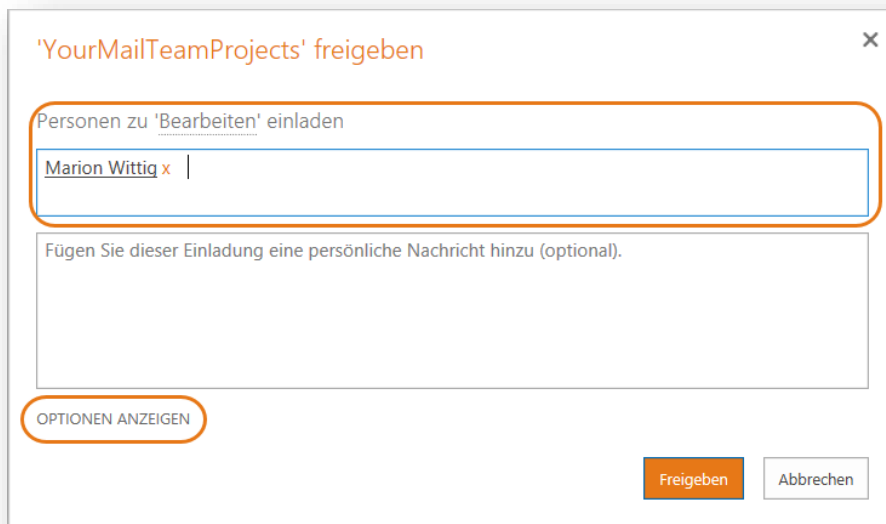 'YourMailTeamProjects' freigeben
Personen zu 'Bearbeiten' einladen
Marion Wittig x
Fügen Sie dieser Einladung eine persönliche Nachricht hinzu (optional).
OPTIONEN ANZEIGEN
Freigeben Abbrechen